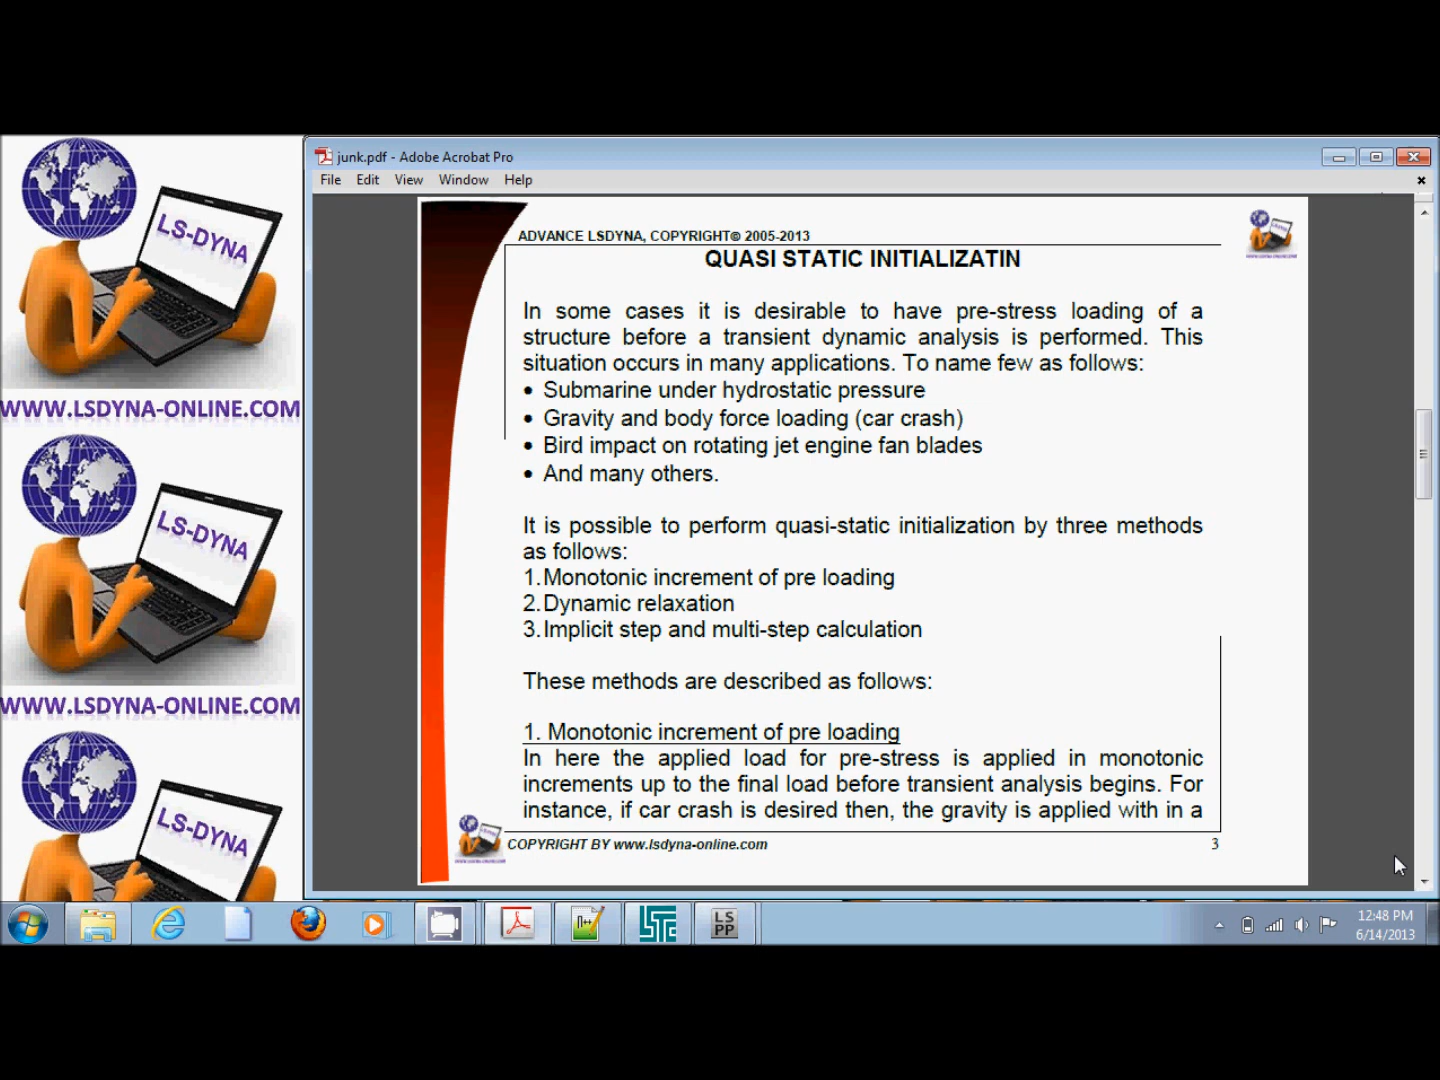 LS-DYNA
WWW.LSDYNA-ONLINE.COM
LS-DYNA
WWW.LSDYNA-ONLINE.COM
LS-DYNA
junk.pdf - Adobe Acrobat Pro
File Edit View Window Help
ADVANCE LSDYNA, COPYRIGHT© 2005-2013
QUASI STATIC INITIALIZATIN
In some cases it is desirable to have pre-stress loading of a
structure before a transient dynamic analysis is performed. This
situation occurs in many applications. To name few as follows:
• Submarine under hydrostatic pressure
• Gravity and body force loading (car crash)
• Bird impact on rotating jet engine fan blades
• And many others.
It is possible to perform quasi-static initialization by three methods
as follows:
1.Monotonic increment of pre loading
2.Dynamic relaxation
3.Implicit step and multi-step calculation
These methods are described as follows:
1. Monotonic increment of pre loading
In here the applied load for pre-stress is applied in monotonic
increments up to the final load before transient analysis begins. For
instance, if car crash is desired then, the gravity is applied with in a
COPYRIGHT BY www.lsdyna-online.com
3
LS
PP
12:48 PM
6/14/2013